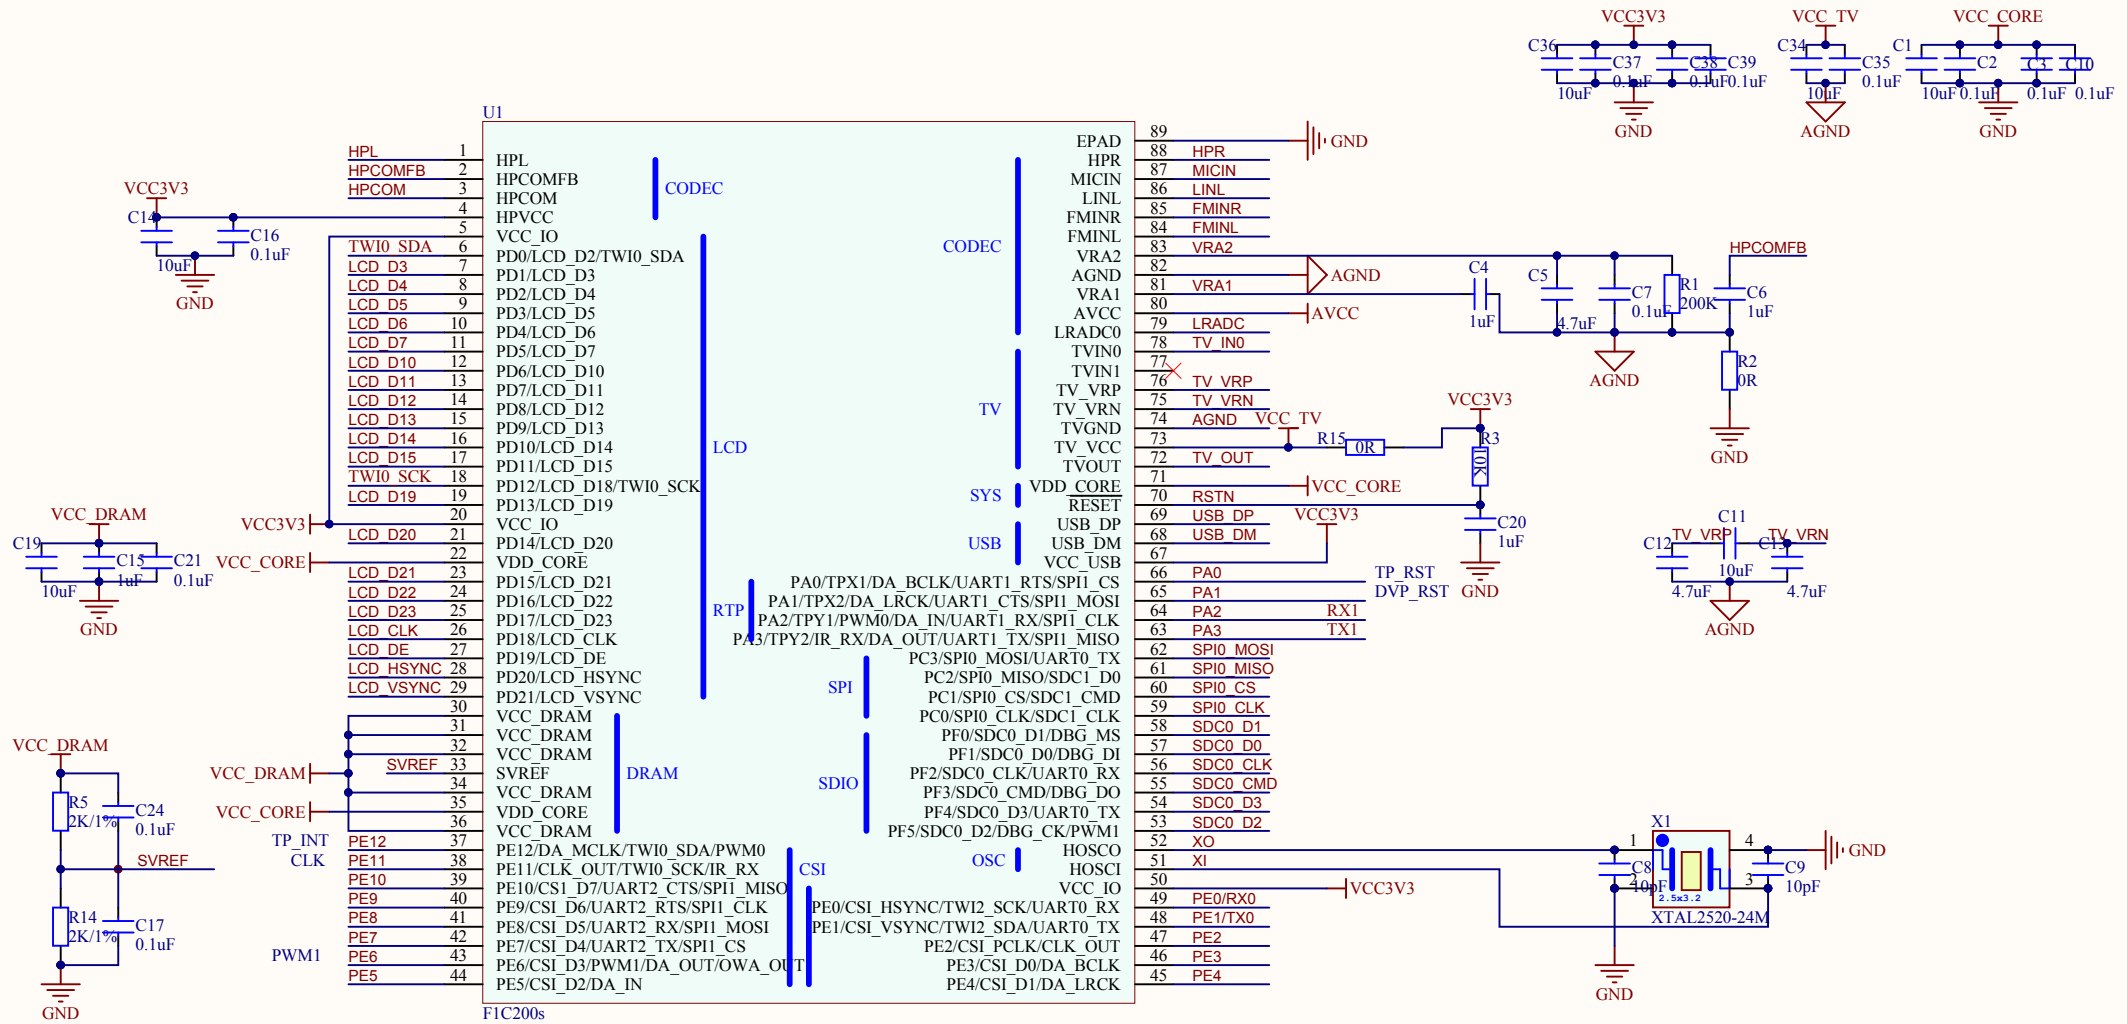 VCC3V3
VCC_TV
VCC_CORE
C36
C37
C38
C39
10uF
0.1uF
0.1uF
0.1uF
GND
C34
C35
10uF
0.1uF
AGND
C1
C2
C3
C10
10uF
0.1uF
0.1uF
0.1uF
GND
U1
HPL 1 HPL
HPCOMFB 2 HPCOMFB
HPCOM 3 HPCOM
4 HPVCC
5 VCC_IO
TWI0_SDA 6 PD0/LCD_D2/TWI0_SDA
LCD_D3 7 PD1/LCD_D3
LCD_D4 8 PD2/LCD_D4
LCD_D5 9 PD3/LCD_D5
LCD_D6 10 PD4/LCD_D6
LCD_D7 11 PD5/LCD_D7
LCD_D10 12 PD6/LCD_D10
LCD_D11 13 PD7/LCD_D11
LCD_D12 14 PD8/LCD_D12
LCD_D13 15 PD9/LCD_D13
LCD_D14 16 PD10/LCD_D14
LCD_D15 17 PD11/LCD_D15
TWI0_SCK 18 PD12/LCD_D18/TWI0_SCK
LCD_D19 19 PD13/LCD_D19
VCC3V3 20 VCC_IO
LCD_D20 21 PD14/LCD_D20
VCC_CORE 22 VDD_CORE
LCD_D21 23 PD15/LCD_D21
LCD_D22 24 PD16/LCD_D22
LCD_D23 25 PD17/LCD_D23
LCD_CLK 26 PD18/LCD_CLK
LCD_DE 27 PD19/LCD_DE
LCD_HSYNC 28 PD20/LCD_HSYNC
LCD_VSYNC 29 PD21/LCD_VSYNC
30 VCC_DRAM
31 VCC_DRAM
32 VCC_DRAM
SVREF 33 SVREF
VCC_DRAM
34 VCC_DRAM
VCC_CORE 35 VDD_CORE
36 VCC_DRAM
TP_INT PE12 37 PE12/DA_MCLK/TWI0_SDA/PWM0
CLK PE11 38 PE11/CLK_OUT/TWI0_SCK/IR_RX
PE10 39 PE10/CS1_D7/UART2_CTS/SPI1_MISO
PE9 40 PE9/CSI_D6/UART2_RTS/SPI1_CLK
PE8 41 PE8/CSI_D5/UART2_RX/SPI1_MOSI
PE7 42 PE7/CSI_D4/UART2_TX/SPI1_CS
PWM1 PE6 43 PE6/CSI_D3/PWM1/DA_OUT/OWA_OUT
PE5 44 PE5/CSI_D2/DA_IN
F1C200s
CODEC
LCD
RTP
DRAM
CSI
CODEC
TV
SYS
USB
SPI
SDIO
OSC
EPAD 89 GND
HPR 88 HPR
MICIN 87 MICIN
LINL 86 LINL
FMINR 85 FMINR
FMINL 84 FMINL
VRA2 83 VRA2
AGND 82 AGND
VRA1 81 VRA1
AVCC 80 AVCC
LRADC0 79 LRADC
TVIN0 78 TV_IN0
TVIN1 77
TV_VRP 76 TV_VRP
TV_VRN 75 TV_VRN
TVGND 74 AGND
TV_VCC 73
TVOUT 72 TV_OUT
VDD_CORE 71 VCC_CORE
RESET 70 RSTN
USB_DP 69 USB_DP
USB_DM 68 USB_DM
VCC_USB 67
PA0/TPX1/DA_BCLK/UART1_RTS/SPI1_CS 66 PA0 TP_RST
PA1/TPX2/DA_LRCK/UART1_CTS/SPI1_MOSI 65 PA1 DVP_RST
PA2/TPY1/PWM0/DA_IN/UART1_RX/SPI1_CLK 64 PA2 RX1
PA3/TPY2/IR_RX/DA_OUT/UART1_TX/SPI1_MISO 63 PA3 TX1
PC3/SPI0_MOSI/UART0_TX 62 SPI0_MOSI
PC2/SPI0_MISO/SDC1_D0 61 SPI0_MISO
PC1/SPI0_CS/SDC1_CMD 60 SPI0_CS
PC0/SPI0_CLK/SDC1_CLK 59 SPI0_CLK
PF0/SDC0_D1/DBG_MS 58 SDC0_D1
PF1/SDC0_D0/DBG_DI 57 SDC0_D0
PF2/SDC0_CLK/UART0_RX 56 SDC0_CLK
PF3/SDC0_CMD/DBG_DO 55 SDC0_CMD
PF4/SDC0_D3/UART0_TX 54 SDC0_D3
PF5/SDC0_D2/DBG_CK/PWM1 53 SDC0_D2
HOSCO 52 XO
HOSCI 51 XI
VCC_IO 50 VCC3V3
PE0/CSI_HSYNC/TWI2_SCK/UART0_RX 49 PE0/RX0
PE1/CSI_VSYNC/TWI2_SDA/UART0_TX 48 PE1/TX0
PE2/CSI_PCLK/CLK_OUT 47 PE2
PE3/CSI_D0/DA_BCLK 46 PE3
PE4/CSI_D1/DA_LRCK 45 PE4
VCC3V3
C14
C16
10uF
0.1uF
GND
VCC_DRAM
C19
C15
C21
10uF
1uF
0.1uF
GND
VCC_DRAM
R5
2K/1%
C24
0.1uF
SVREF
R14
2K/1%
C17
0.1uF
GND
C4
1uF
C5
4.7uF
C7
0.1uF
R1
200K
HPCOMFB
C6
1uF
AGND
R2
0R
GND
VCC_TV
R15
0R
VCC3V3
R3
10K
C20
1uF
GND
VCC3V3
TV_VRP
C11
TV_VRN
C12
C13
10uF
4.7uF
4.7uF
AGND
X1
1
4
GND
C8
10pF
2
3
C9
10pF
2.5x3.2
XTAL2520-24M
GND